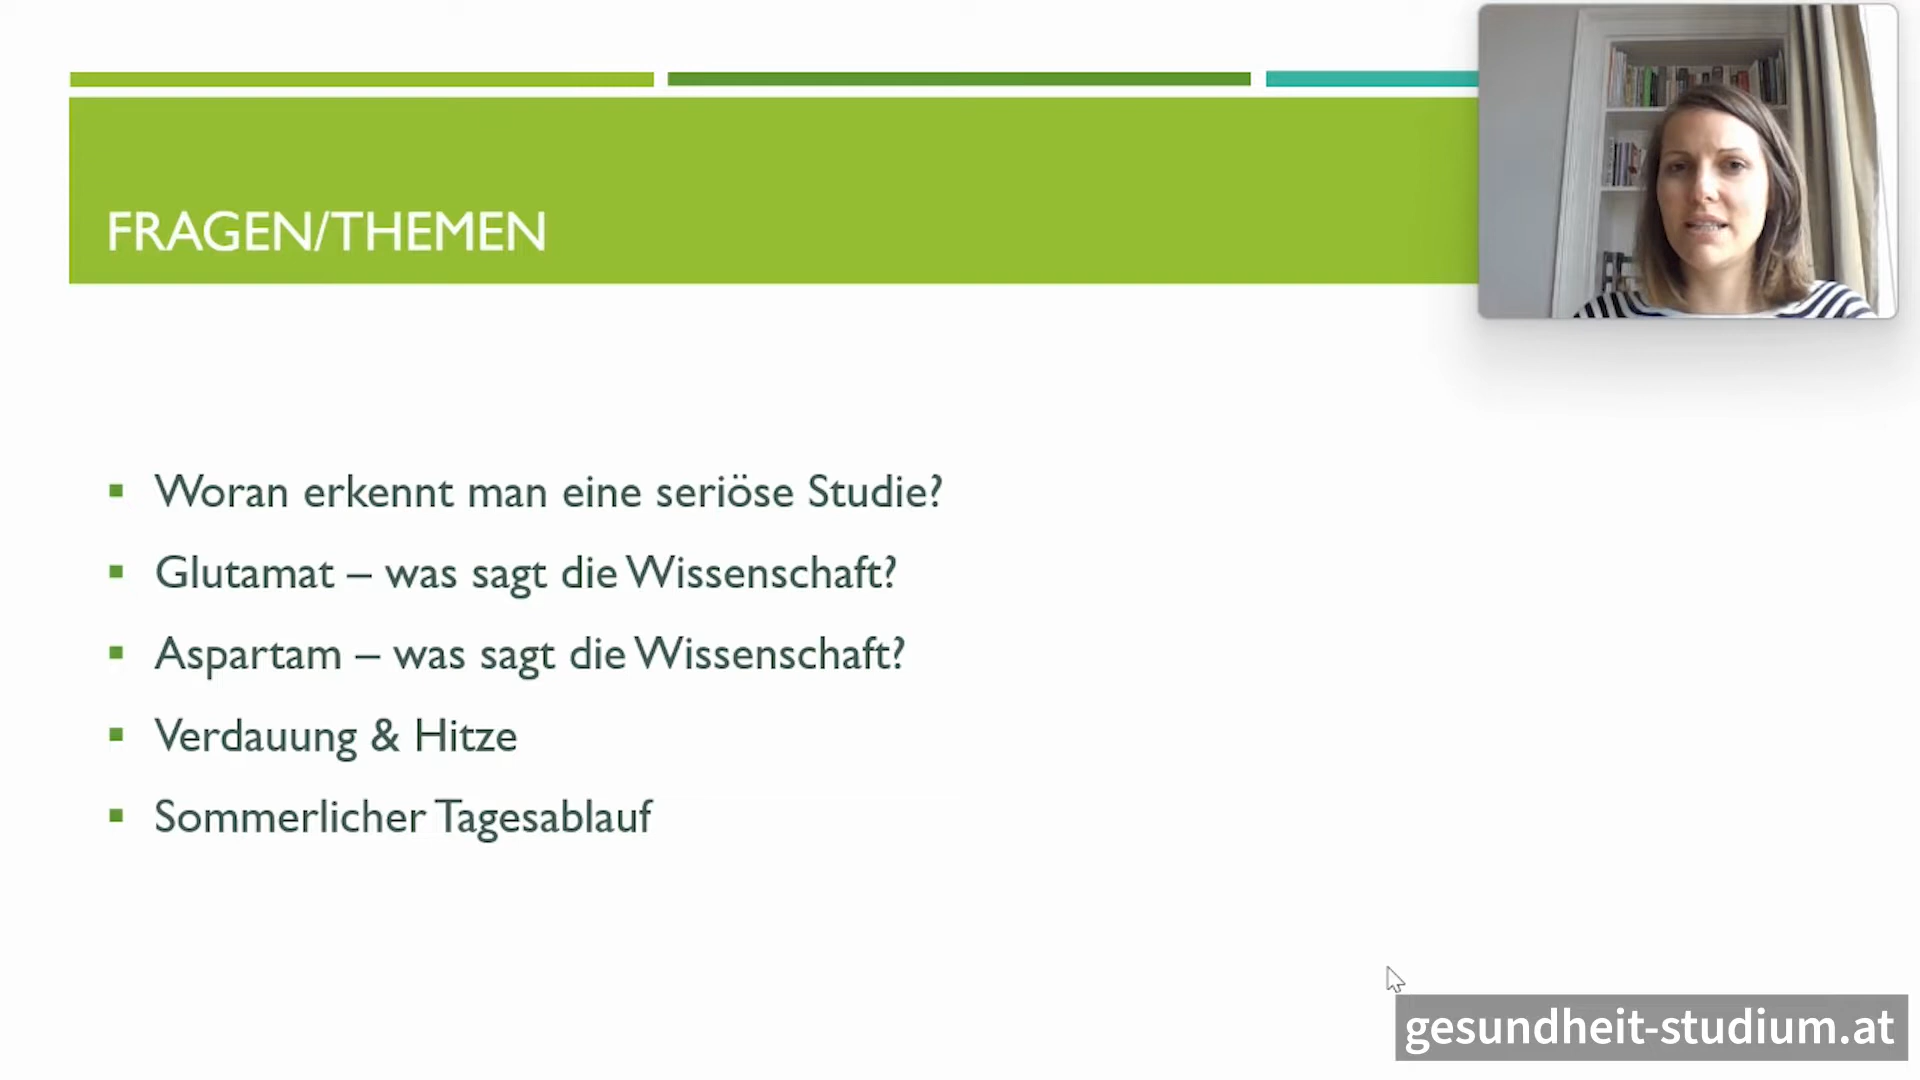 FRAGEN/THEMEN
Woran erkennt man eine seriöse Studie?
Glutamat – was sagt die Wissenschaft?
Aspartam – was sagt die Wissenschaft?
Verdauung & Hitze
Sommerlicher Tagesablauf
gesundheit-studium.at